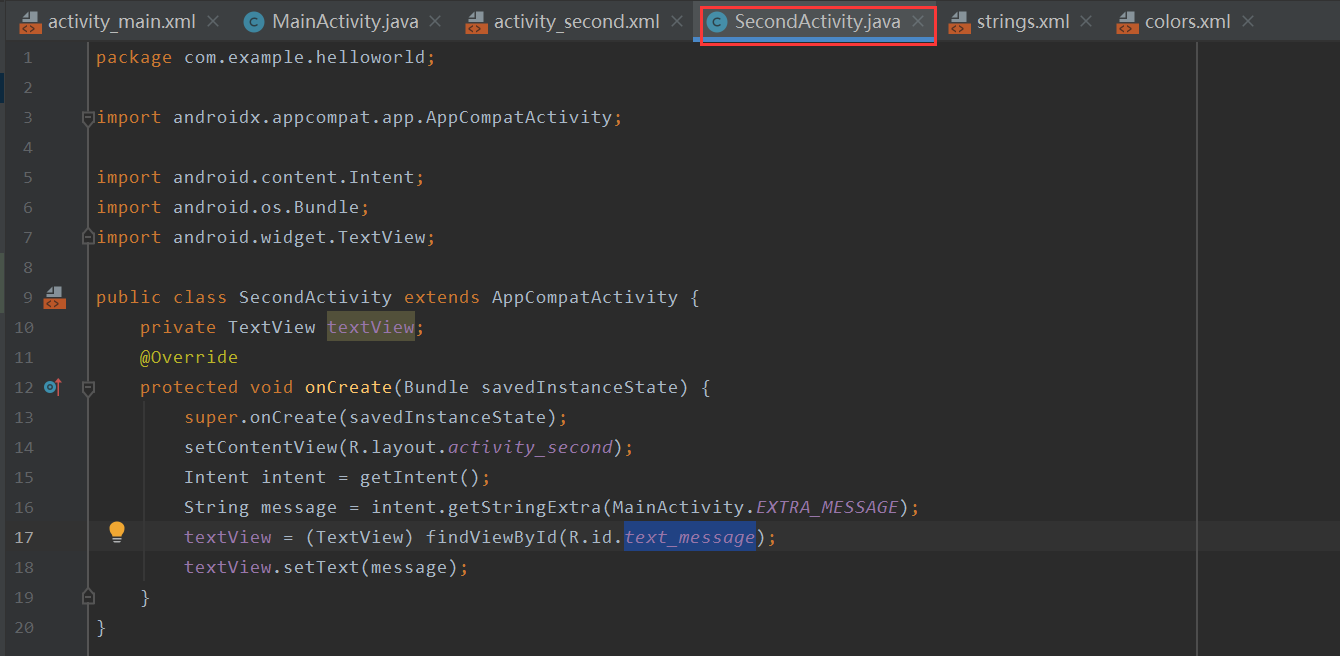 activity_main.xml MainActivity.java activity_second.xml SecondActivity.java strings.xml colors.xml
1 package com.example.helloworld;
2
3 import androidx.appcompat.app.AppCompatActivity;
4
5 import android.content.Intent;
6 import android.os.Bundle;
7 import android.widget.TextView;
8
9 public class SecondActivity extends AppCompatActivity {
10     private TextView textView;
11     @Override
12     protected void onCreate(Bundle savedInstanceState) {
13         super.onCreate(savedInstanceState);
14         setContentView(R.layout.activity_second);
15         Intent intent = getIntent();
16         String message = intent.getStringExtra(MainActivity.EXTRA_MESSAGE);
17         textView = (TextView) findViewById(R.id.text_message);
18         textView.setText(message);
19     }
20 }